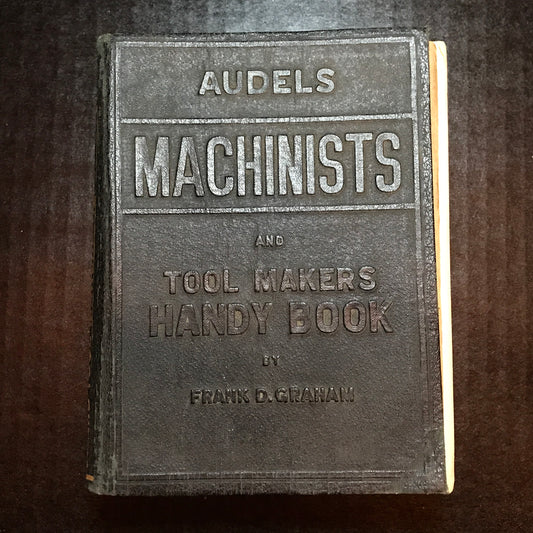 AUDELS
MACHINISTS
AND
TOOL MAKERS
HANDY BOOK
BY
FRANK D. GRAHAM